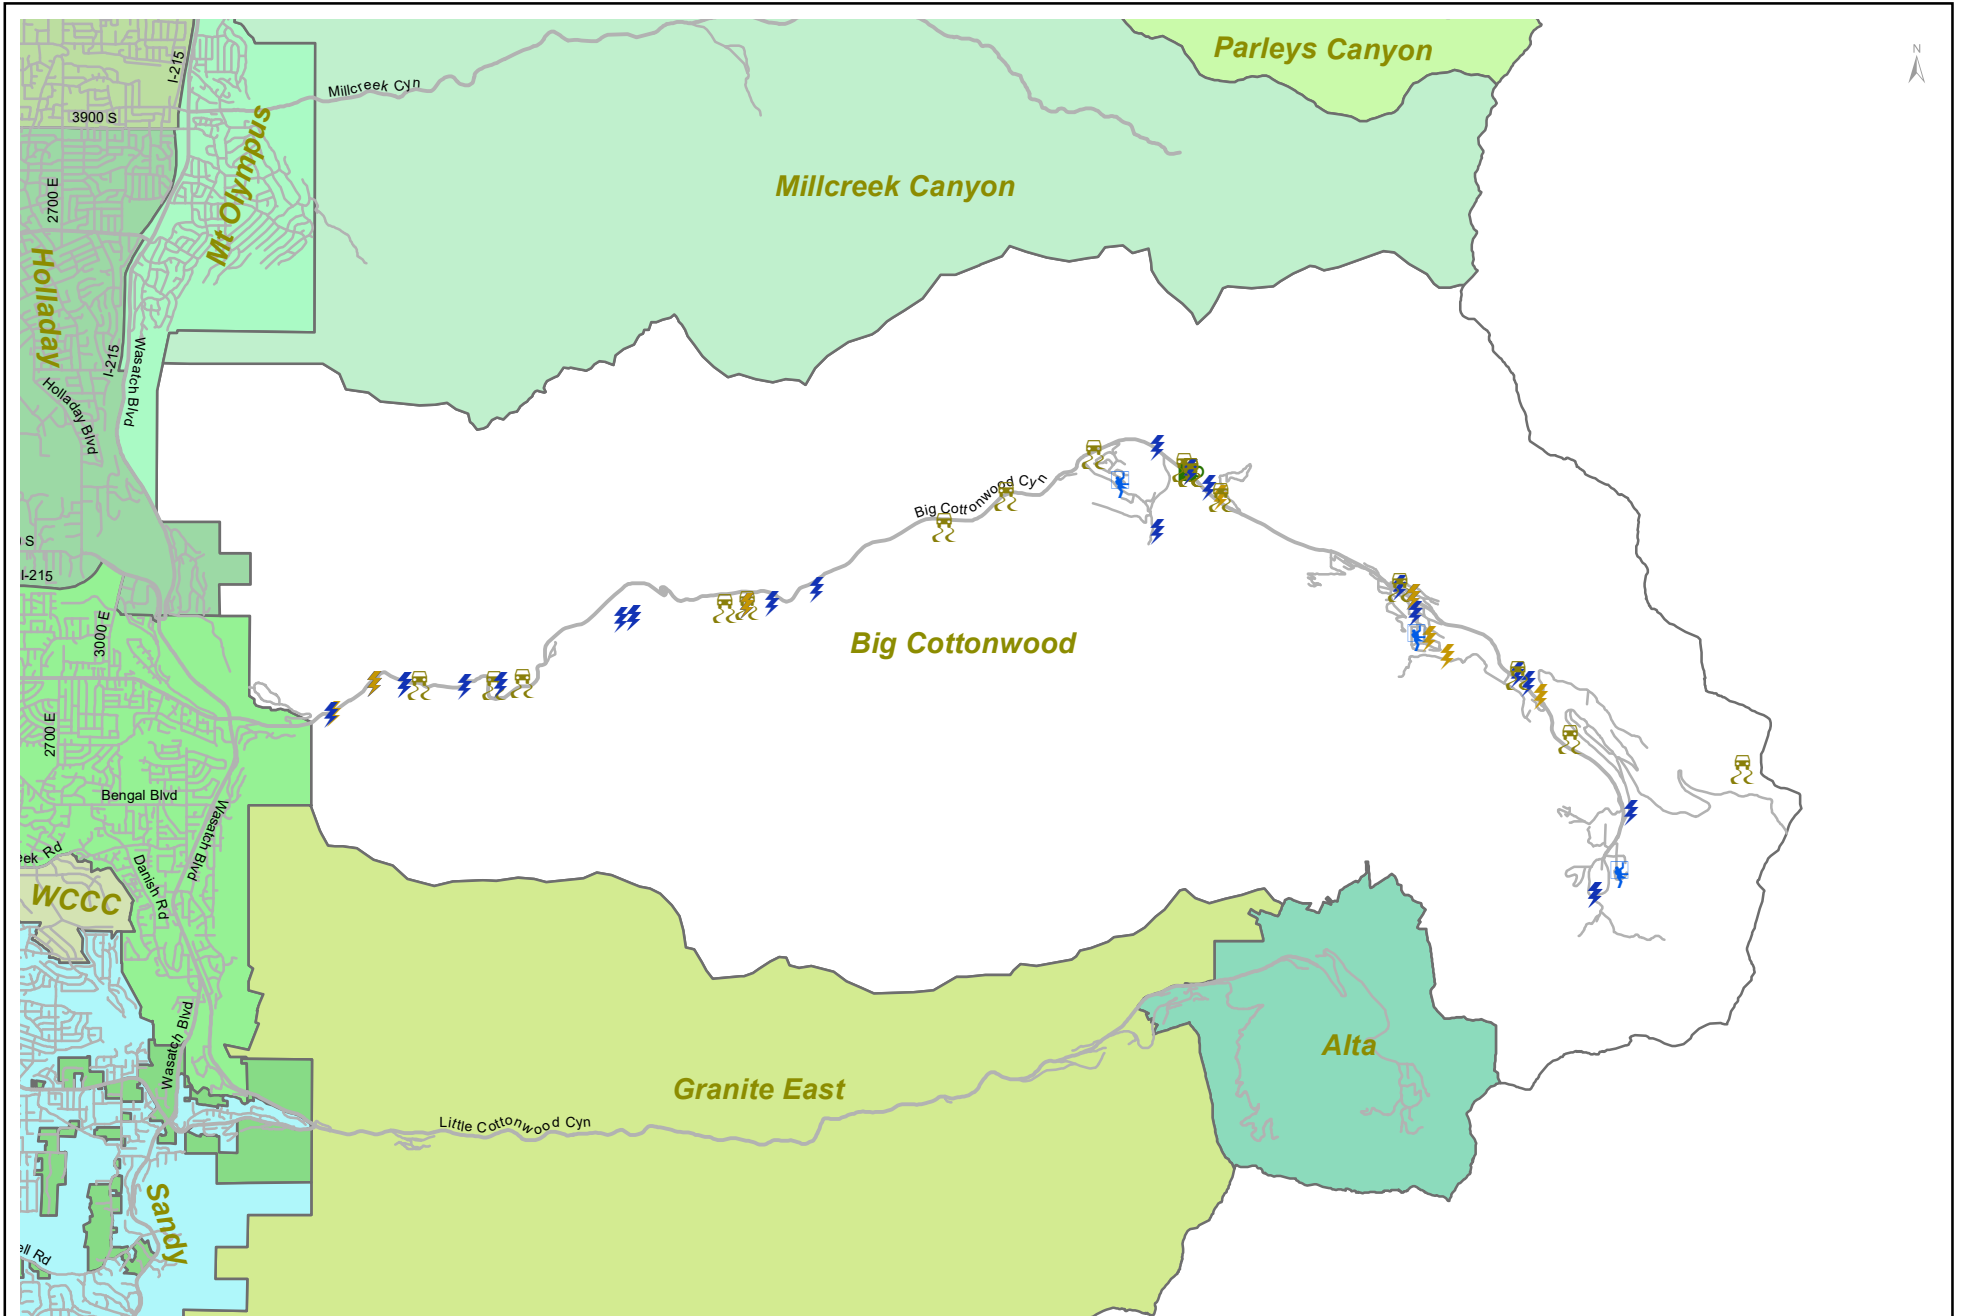 Parleys Canyon
N
I-215
Millcreek Cyn
3900 S
Mt Olympus
Millcreek Canyon
2700 E
Holladay
I-215
Wasatch Blvd
Holladay Blvd
Big Cottonwood Cyn
S
I-215
3000 E
Big Cottonwood
2700 E
Bengal Blvd
Wasatch Blvd
eek Rd
Danish Rd
WCCC
Wasatch Blvd
Alta
Granite East
Little Cottonwood Cyn
Sandy
ell Rd